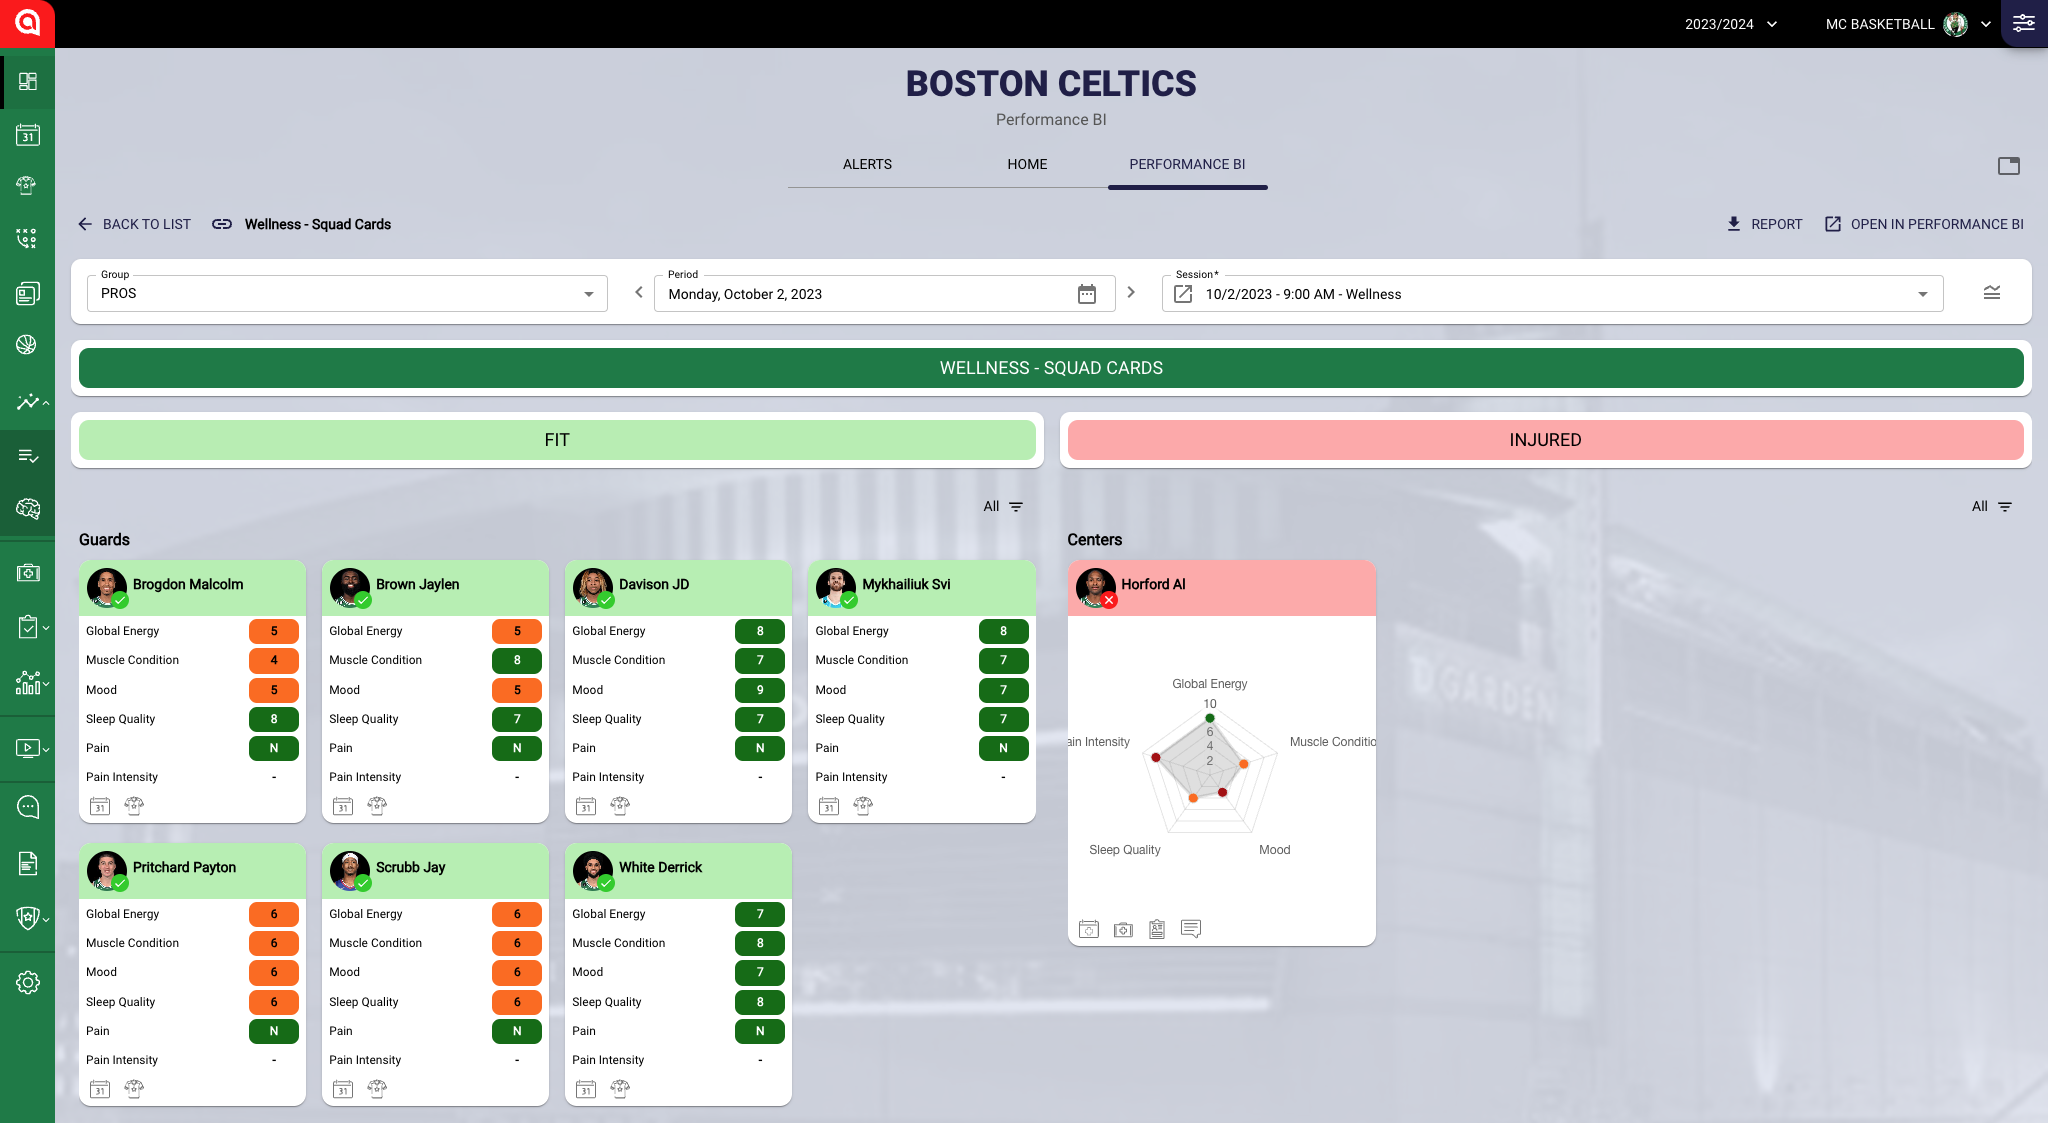 2023/2024
MC BASKETBALL
BOSTON CELTICS
Performance BI
ALERTS HOME PERFORMANCE BI
BACK TO LIST Wellness - Squad Cards REPORT OPEN IN PERFORMANCE BI
Group
PROS
Period
Monday, October 2, 2023
Session*
10/2/2023 - 9:00 AM - Wellness
WELLNESS - SQUAD CARDS
FIT
INJURED
All
All
Guards
Brogdon Malcolm
Global Energy 5
Muscle Condition 4
Mood 5
Sleep Quality 8
Pain N
Pain Intensity -
31
Brown Jaylen
Global Energy 5
Muscle Condition 8
Mood 5
Sleep Quality 7
Pain N
Pain Intensity -
31
Davison JD
Global Energy 8
Muscle Condition 7
Mood 9
Sleep Quality 7
Pain N
Pain Intensity -
31
Mykhailiuk Svi
Global Energy 8
Muscle Condition 7
Mood 7
Sleep Quality 7
Pain N
Pain Intensity -
31
Pritchard Payton
Global Energy 6
Muscle Condition 6
Mood 6
Sleep Quality 6
Pain N
Pain Intensity -
31
Scrubb Jay
Global Energy 6
Muscle Condition 6
Mood 6
Sleep Quality 6
Pain N
Pain Intensity -
31
White Derrick
Global Energy 7
Muscle Condition 8
Mood 7
Sleep Quality 8
Pain N
Pain Intensity -
31
Centers
Horford Al
Global Energy
10
6
4
2
ain Intensity
Muscle Conditio
Sleep Quality
Mood
GARDEN
31